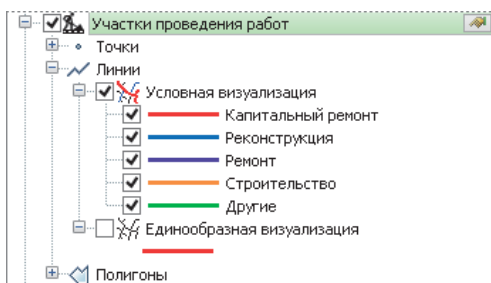 Участки проведения работ
Точки
Линии
Условная визуализация
Капитальный ремонт
Реконструкция
Ремонт
Строительство
Другие
Единообразная визуализация
Полигоны